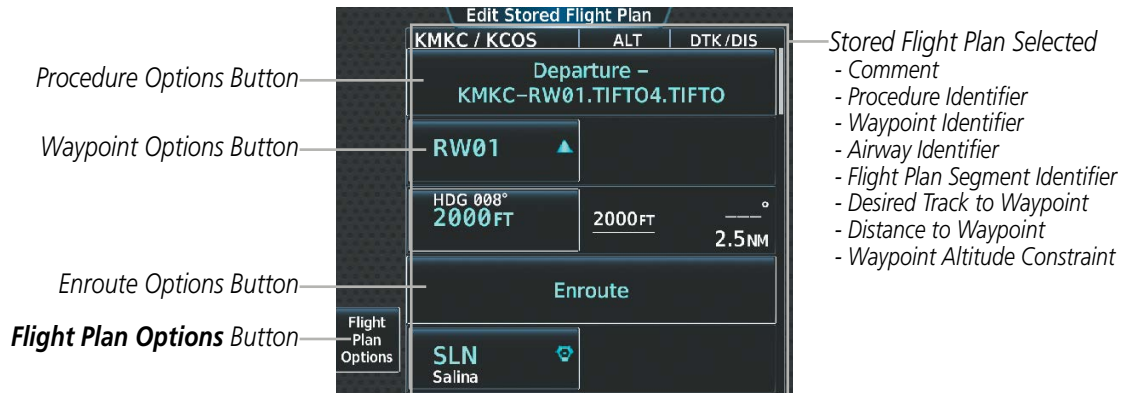 Edit Stored Flight Plan
KMKC / KCOS ALT DTK/DIS
Departure –
KMKC–RW01.TIFTO4.TIFTO
RW01
HDG 008°
2000FT 2000FT ___°
2.5NM
Enroute
Flight
Plan
Options
SLN
Salina
Procedure Options Button
Waypoint Options Button
Enroute Options Button
Flight Plan Options Button
Stored Flight Plan Selected
- Comment
- Procedure Identifier
- Waypoint Identifier
- Airway Identifier
- Flight Plan Segment Identifier
- Desired Track to Waypoint
- Distance to Waypoint
- Waypoint Altitude Constraint